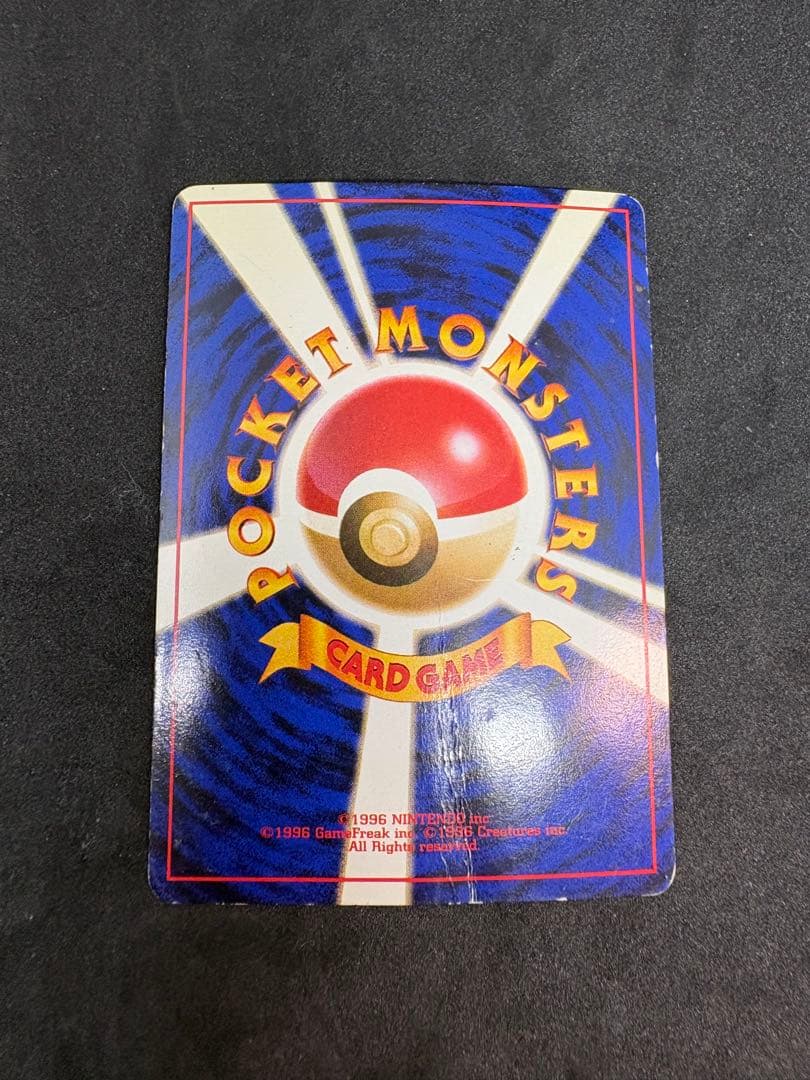 POCKET MONSTERS
CARD GAME
©1996 NINTENDO inc
©1996 GameFreak inc ©1996 Creatures inc.
All Rights reserved.